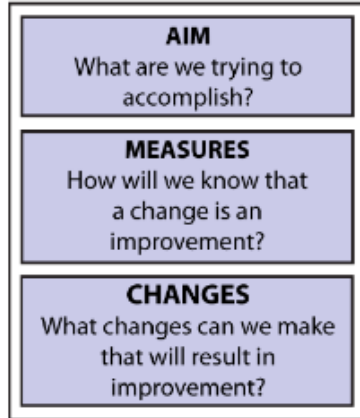 AIM
What are we trying to
accomplish?
MEASURES
How will we know that
a change is an
improvement?
CHANGES
What changes can we make
that will result in
improvement?